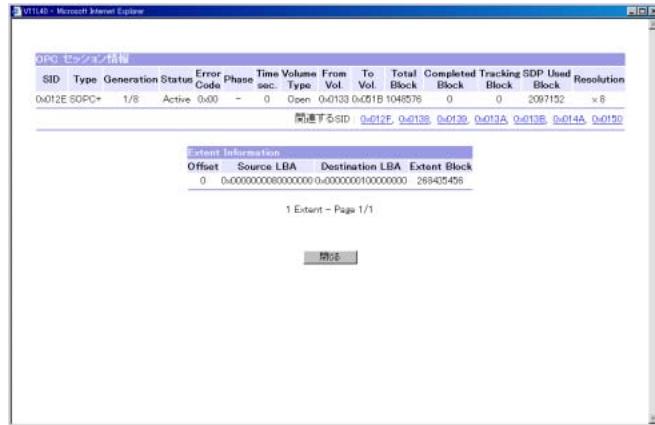 V11L40 - Microsoft Internet Explorer
OPC セッション情報
SID Type Generation Status Error Code Phase Time sec. Volume Type From Vol. To Vol. Total Block Completed Block Tracking Block SDP Used Block Resolution
0x012E SOPC+ 1/8 Active 0x00 - 0 Open 0x0133 0x051B 1048576 0 0 2097152 ×8
関連するSID : 0x012F, 0x0138, 0x0139, 0x013A, 0x013B, 0x014A, 0x0150
Extent Information
Offset Source LBA Destination LBA Extent Block
0 0x0000000080000000 0x0000000100000000 268435456
1 Extent - Page 1/1
閉じる